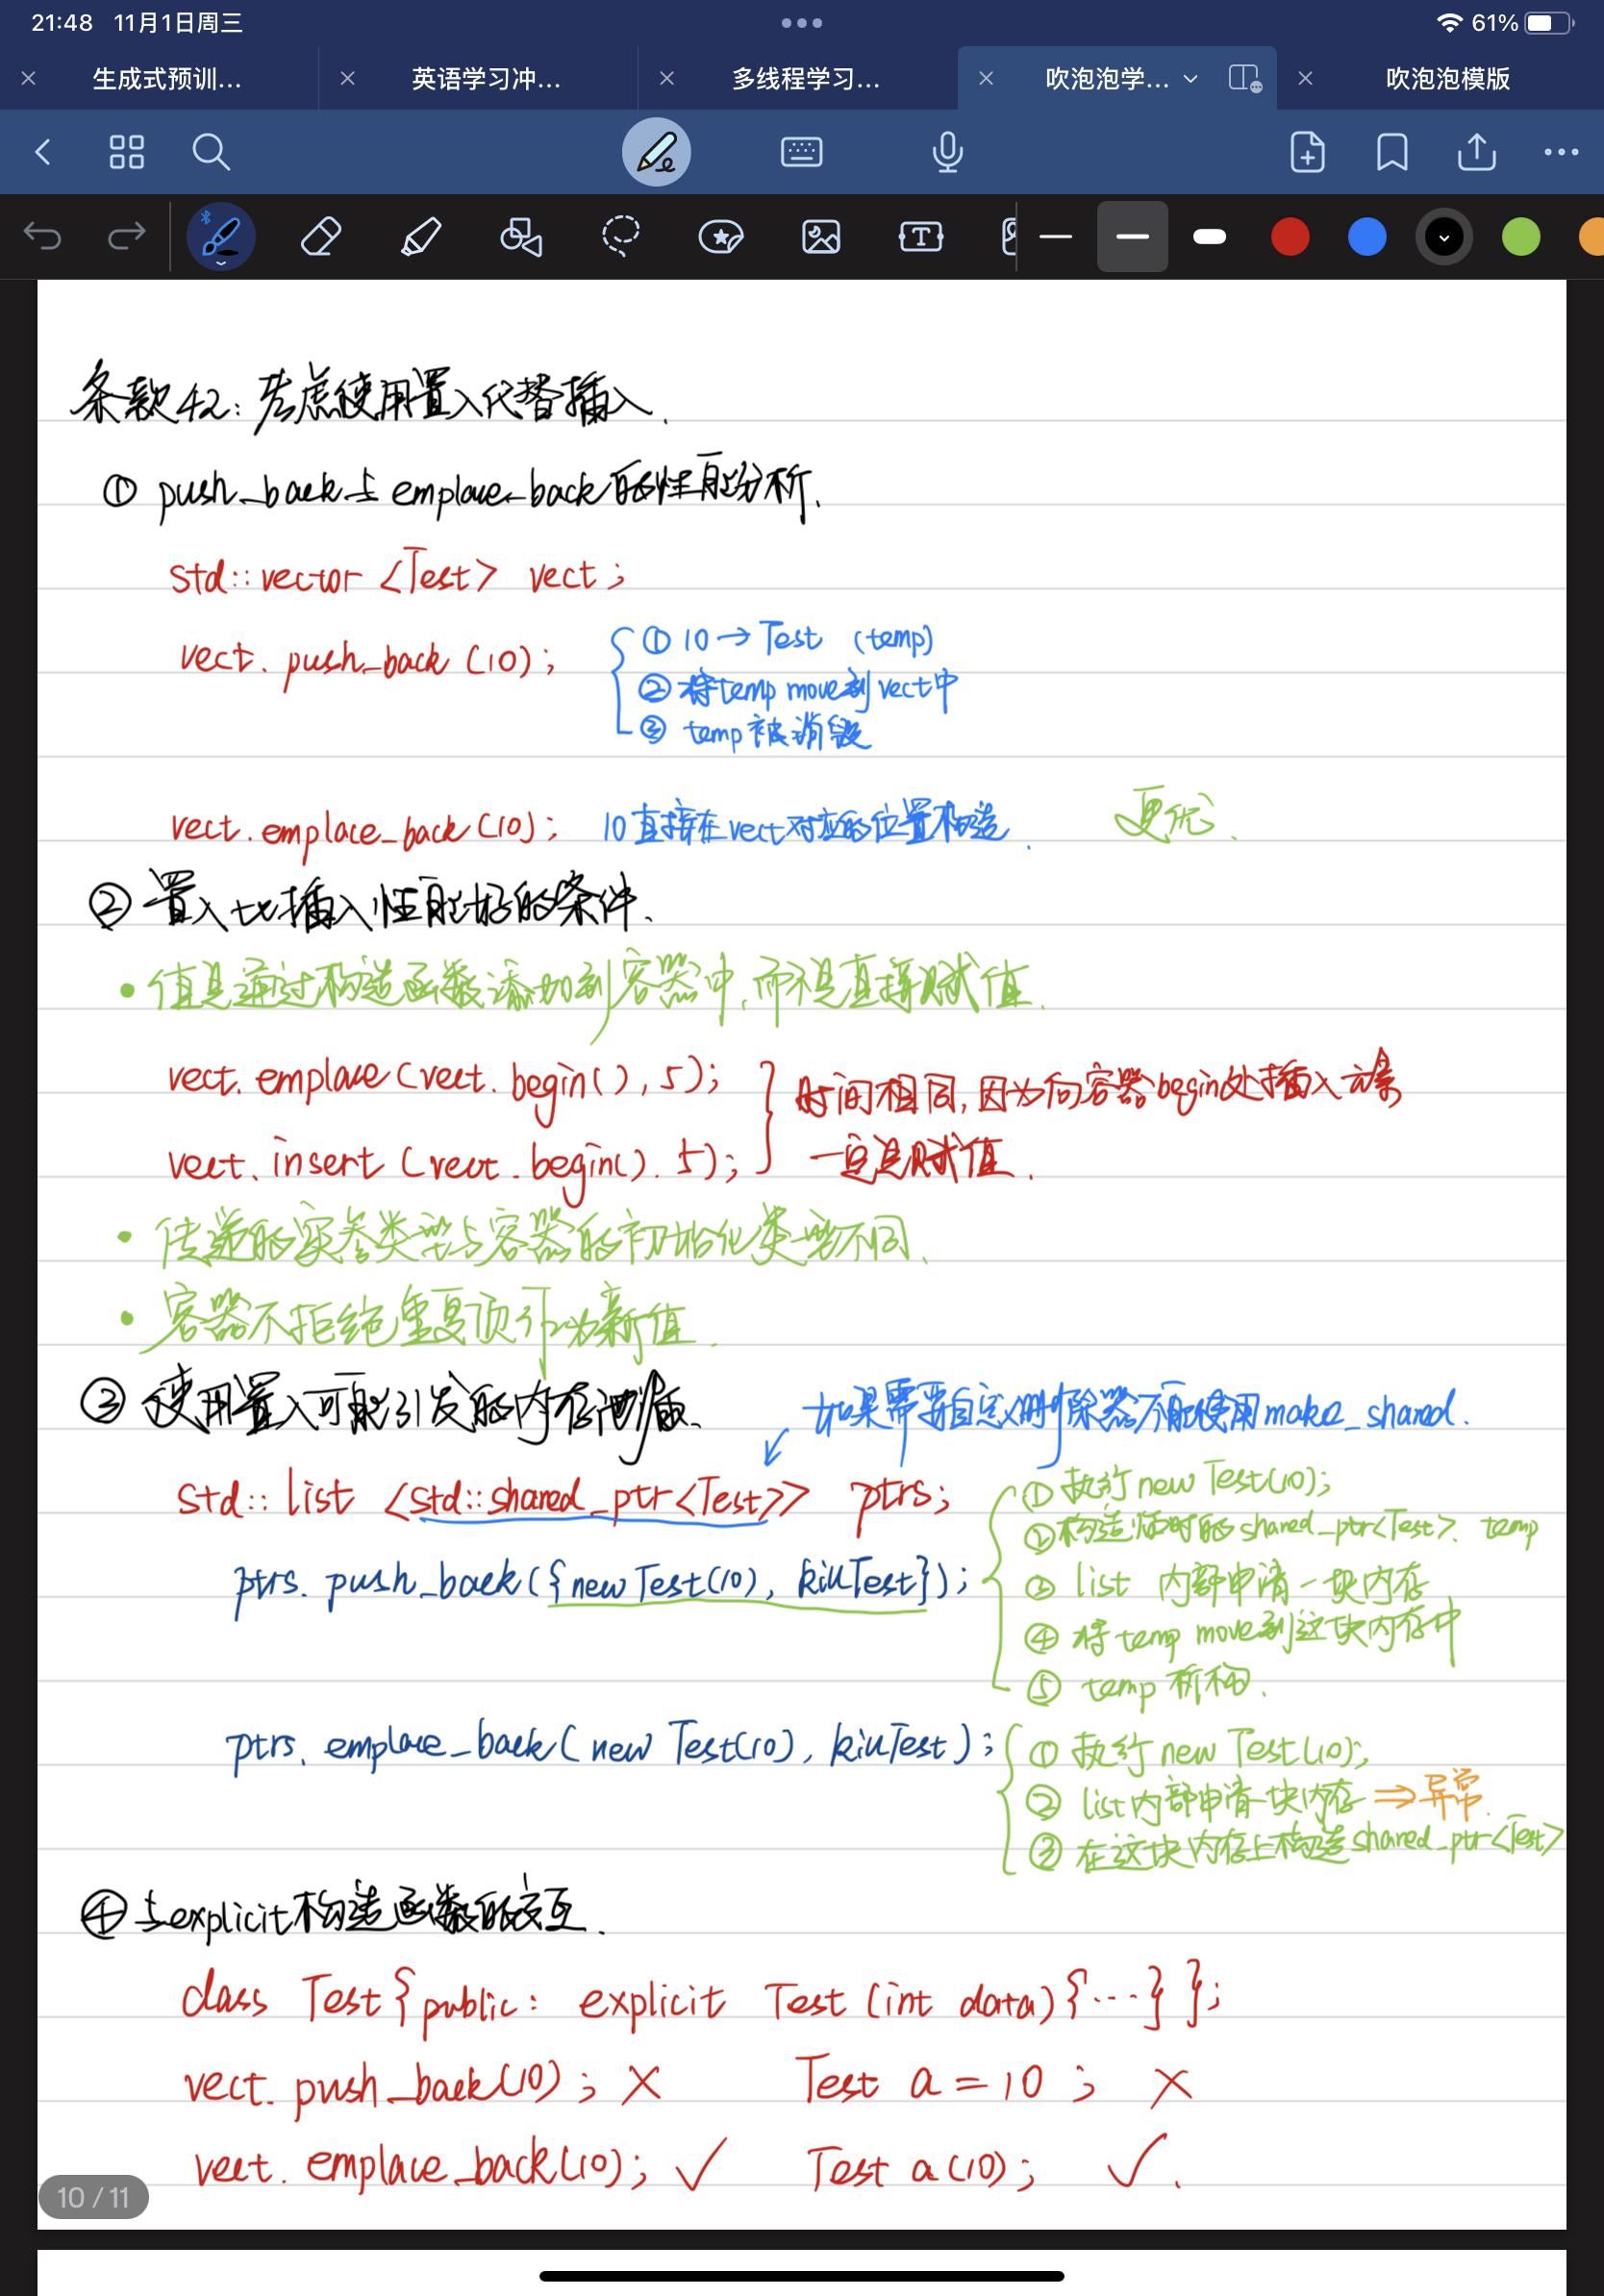 21:48 11月1日周三
61%
生成式预训... 英语学习冲... 多线程学习... 吹泡泡学... 吹泡泡模版
条款42:考虑使用置入代替插入.
① push_back与emplace_back的性能分析.
std::vector <Test> vect;
vect. push_back (10);
① 10→Test (temp)
② 将temp move到vect中
③ temp被销毁
vect. emplace_back (10); 10直接在vect对应的位置构造. 更优.
② 置入比插入性能好的条件.
• 值是通过构造函数添加到容器中,而不是直接赋值.
vect. emplace (vect. begin(), 5);
vect. insert (vect. begin(). 5);
时间相同,因为向容器begin处插入元素
一定是赋值.
• 传递的实参类型与容器的初始化类型不同.
• 容器不拒绝重复项作为新值.
③ 使用置入可能引发的内存泄漏. 如果需要自定义删除器不能使用make_shared.
std:: list <std::shared_ptr<Test>> ptrs;
ptrs. push_back ({new Test(10), killTest});
① 执行new Test(10);
② 构造临时的shared_ptr<Test>. temp
③ list 内部申请一块内存
④ 将temp move到这块内存中
⑤ temp 析构.
ptrs. emplace_back( new Test(10), killTest );
① 执行new Test(10);
② list内部申请一块内存 ⇒异常.
③ 在这块内存上构造shared_ptr<Test>
④ 与explicit构造函数的交互.
class Test{public: explicit Test (int data){...} };
vect. push_back(10); × Test a = 10 ; ×
vect. emplace_back(10); ✓ Test a (10); ✓.
10 / 11